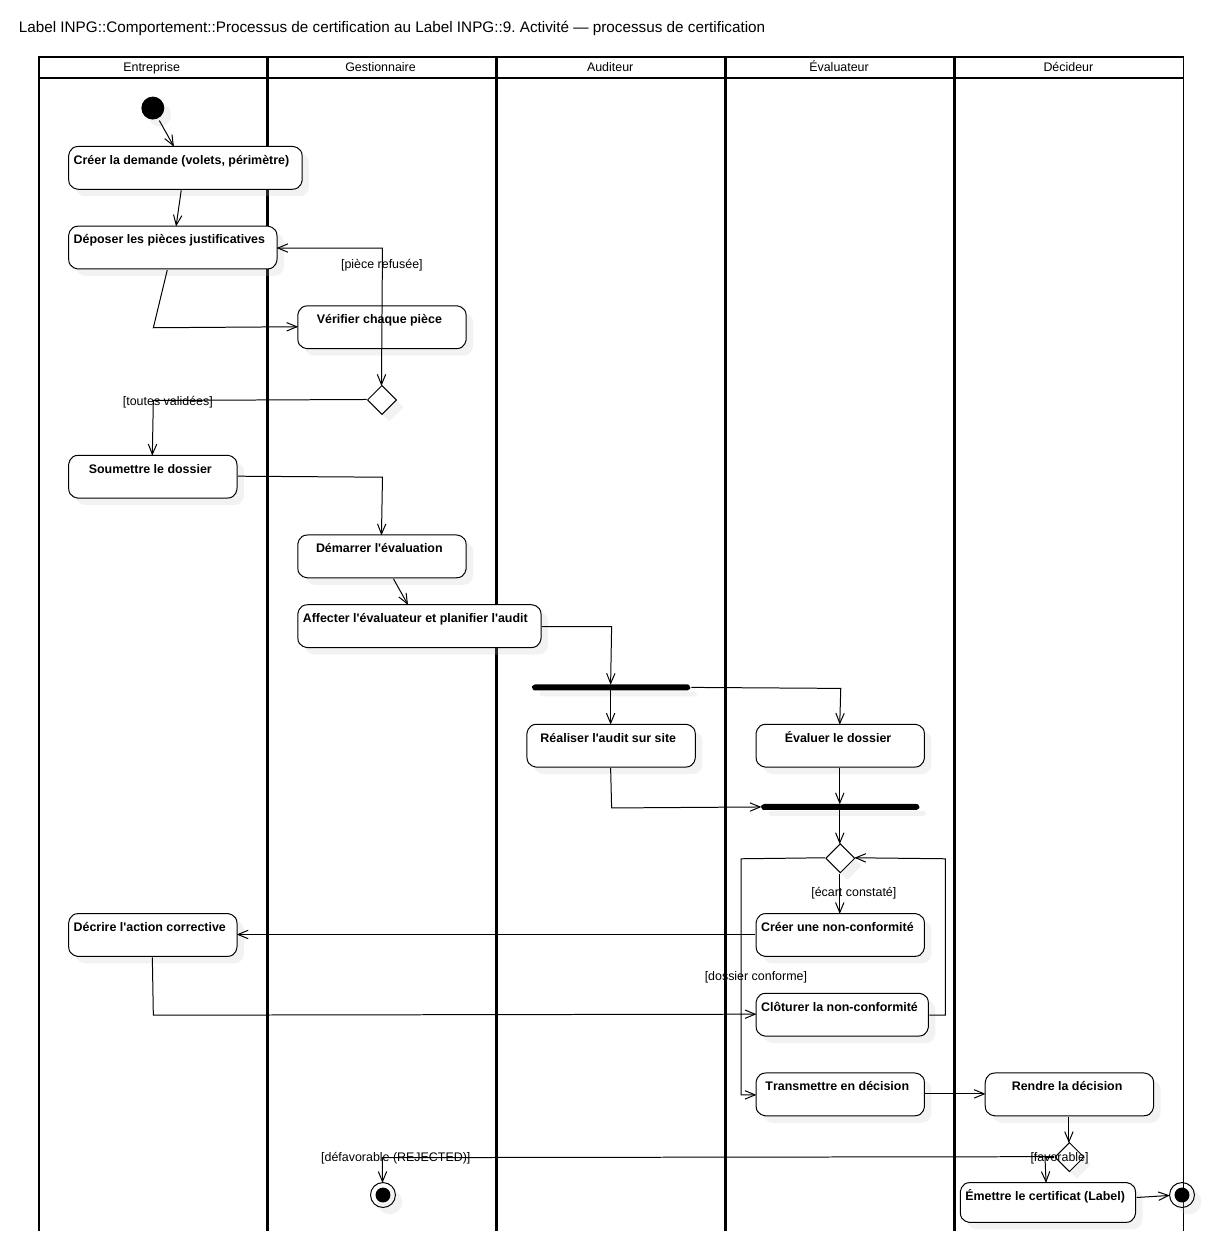 Label INPG::Comportement::Processus de certification au Label INPG::9. Activité — processus de certification
Entreprise
Gestionnaire
Auditeur
Évaluateur
Décideur
Créer la demande (volets, périmètre)
Déposer les pièces justificatives
[pièce refusée]
Vérifier chaque pièce
[toutes validées]
Soumettre le dossier
Démarrer l'évaluation
Affecter l'évaluateur et planifier l'audit
Réaliser l'audit sur site
Évaluer le dossier
[écart constaté]
Décrire l'action corrective
Créer une non-conformité
[dossier conforme]
Clôturer la non-conformité
Transmettre en décision
Rendre la décision
[défavorable (REJECTED)]
[favorable]
Émettre le certificat (Label)